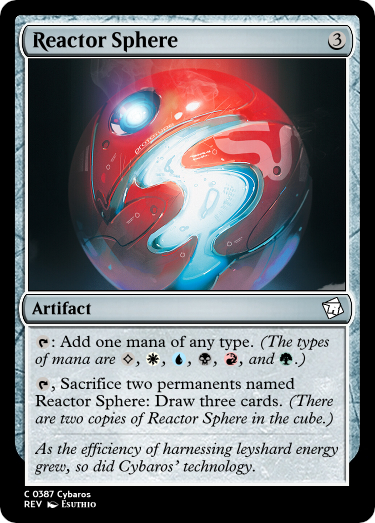 Reactor Sphere
3
Artifact
: Add one mana of any type. (The types
of mana are , , , , , and .)
, Sacrifice two permanents named
Reactor Sphere: Draw three cards. (There
are two copies of Reactor Sphere in the cube.)
As the efficiency of harnessing leyshard energy
grew, so did Cybaros' technology.
C 0387 Cybaros
REV Esuthio